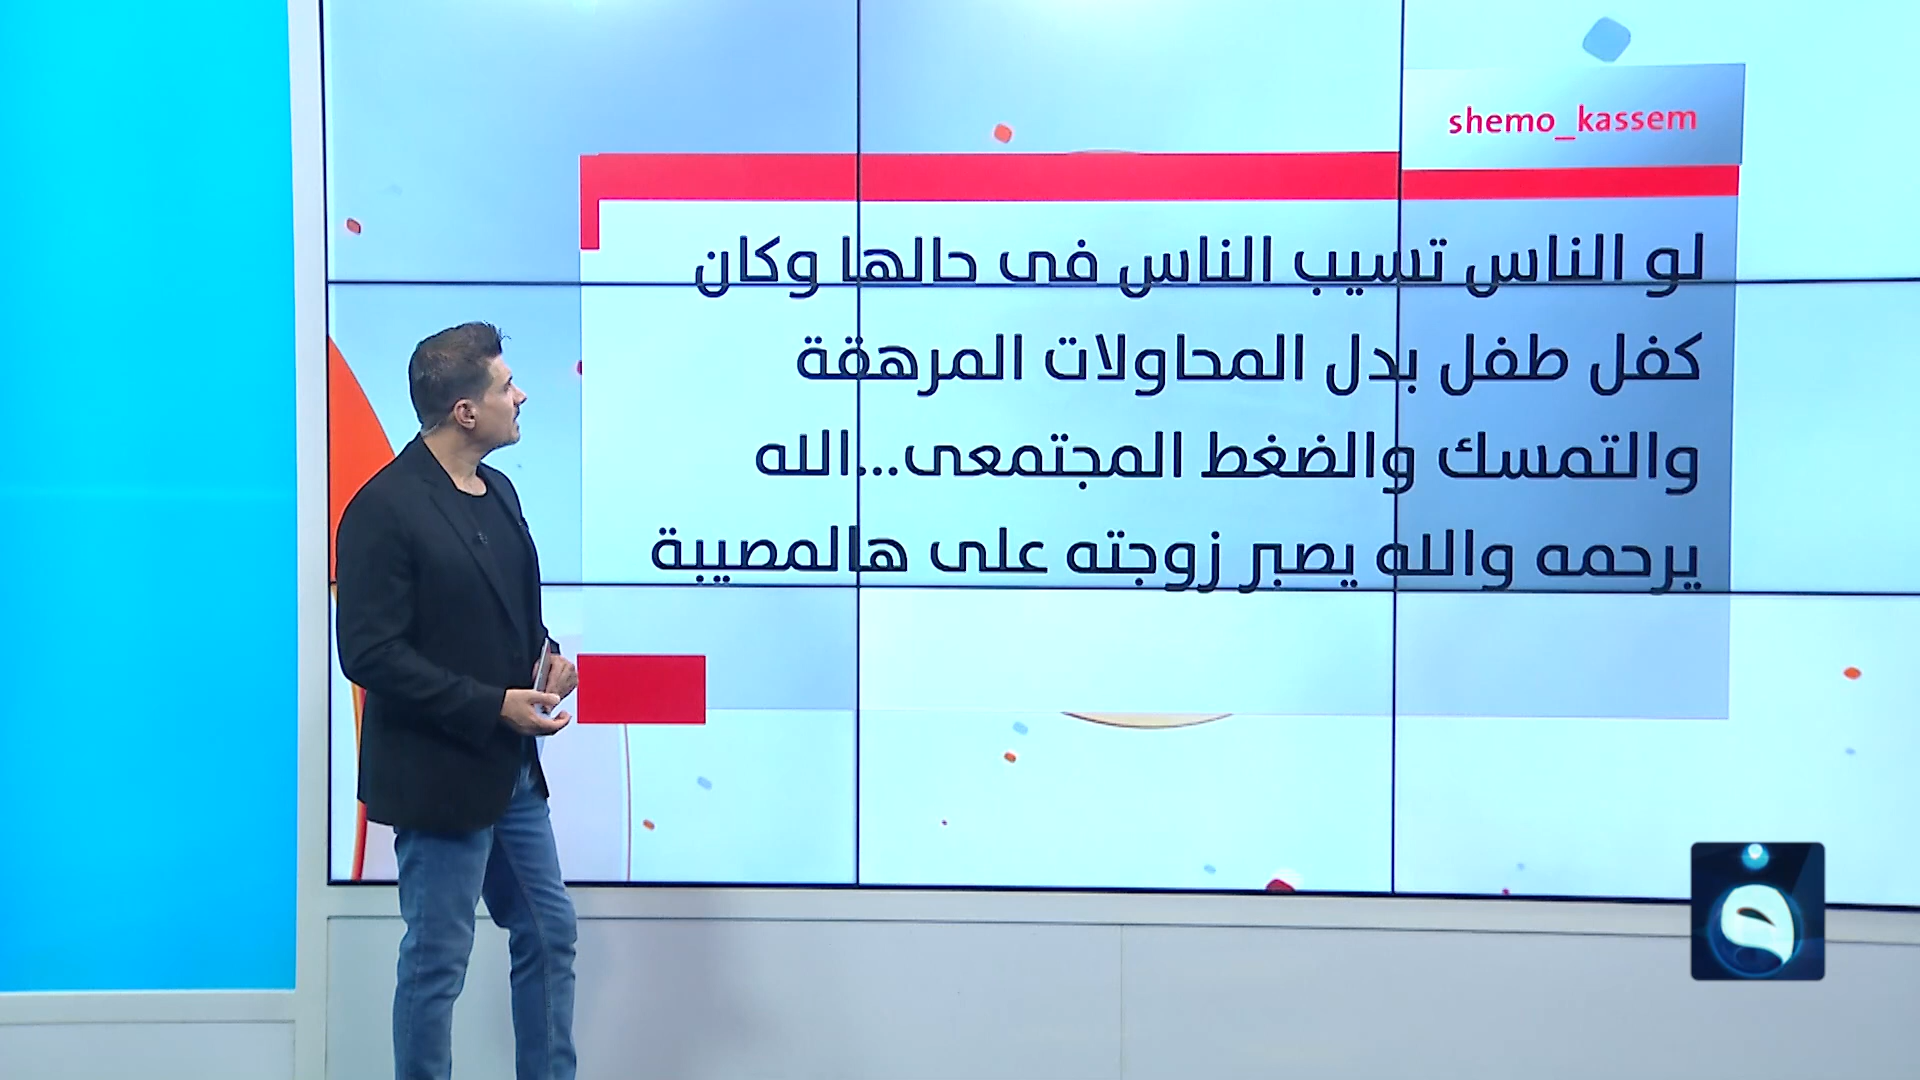 shemo_kassem
لو الناس تسيب الناس فى حالها وكان
كفل طفل بدل المحاولات المرهقة
والتمسك والضغط المجتمعى...الله
يرحمه والله يصبر زوجته على هالمصيبة